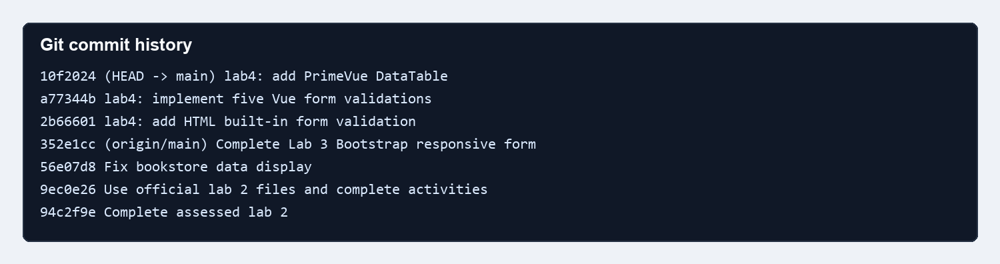 Git commit history
10f2024 (HEAD -> main) lab4: add PrimeVue DataTable
a77344b lab4: implement five Vue form validations
2b66601 lab4: add HTML built-in form validation
352e1cc (origin/main) Complete Lab 3 Bootstrap responsive form
56e07d8 Fix bookstore data display
9ec0e26 Use official lab 2 files and complete activities
94c2f9e Complete assessed lab 2